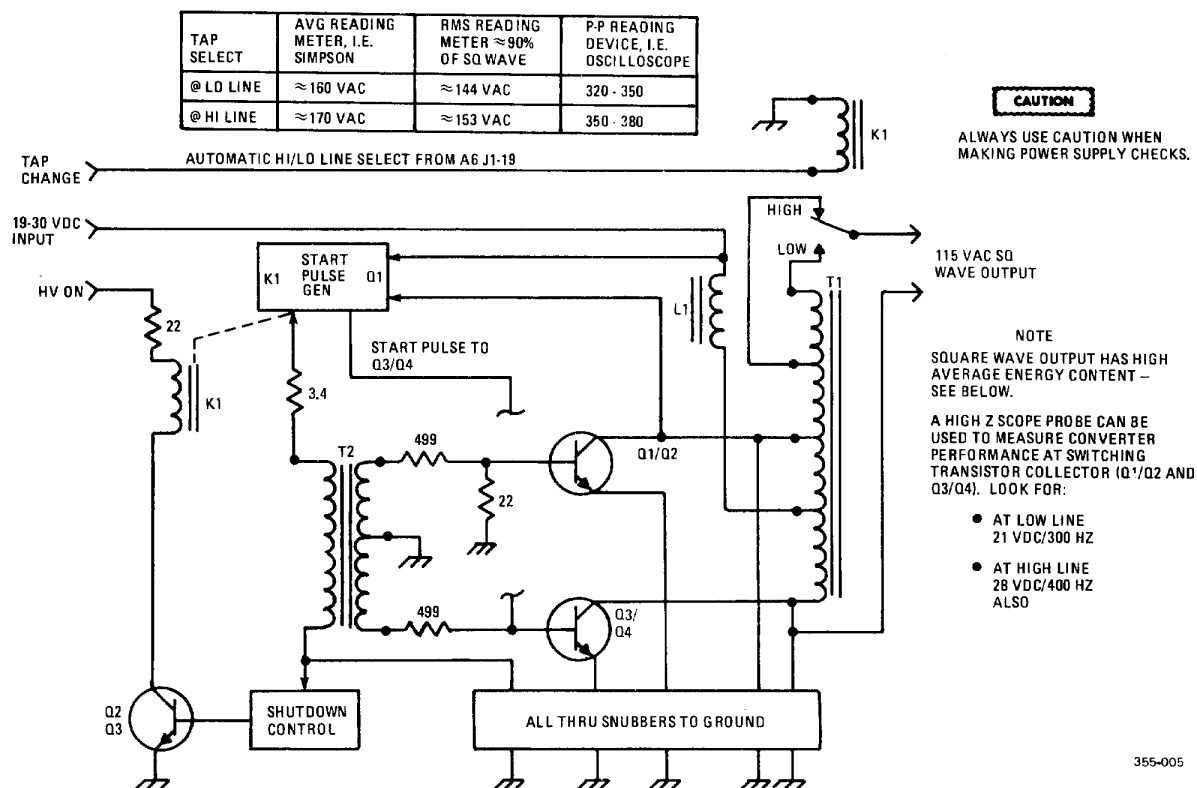 TAP SELECT
AVG READING METER, I.E. SIMPSON
RMS READING METER ≈90% OF SQ WAVE
P-P READING DEVICE, I.E. OSCILLOSCOPE
@ LO LINE
≈160 VAC
≈144 VAC
320 - 350
@ HI LINE
≈170 VAC
≈153 VAC
350 - 380
CAUTION
ALWAYS USE CAUTION WHEN
MAKING POWER SUPPLY CHECKS.
K1
TAP
CHANGE
AUTOMATIC HI/LO LINE SELECT FROM A6 J1-19
19-30 VDC
INPUT
HIGH
LOW
115 VAC SQ
WAVE OUTPUT
K1
START
PULSE
GEN
Q1
HV ON
22
K1
L1
T1
START PULSE TO
Q3/Q4
3.4
NOTE
SQUARE WAVE OUTPUT HAS HIGH
AVERAGE ENERGY CONTENT –
SEE BELOW.
A HIGH Z SCOPE PROBE CAN BE
USED TO MEASURE CONVERTER
PERFORMANCE AT SWITCHING
TRANSISTOR COLLECTOR (Q1/Q2 AND
Q3/Q4). LOOK FOR:
● AT LOW LINE
21 VDC/300 HZ
● AT HIGH LINE
28 VDC/400 HZ
ALSO
T2
499
22
Q1/Q2
499
Q3/
Q4
Q2
Q3
SHUTDOWN
CONTROL
ALL THRU SNUBBERS TO GROUND
355-005